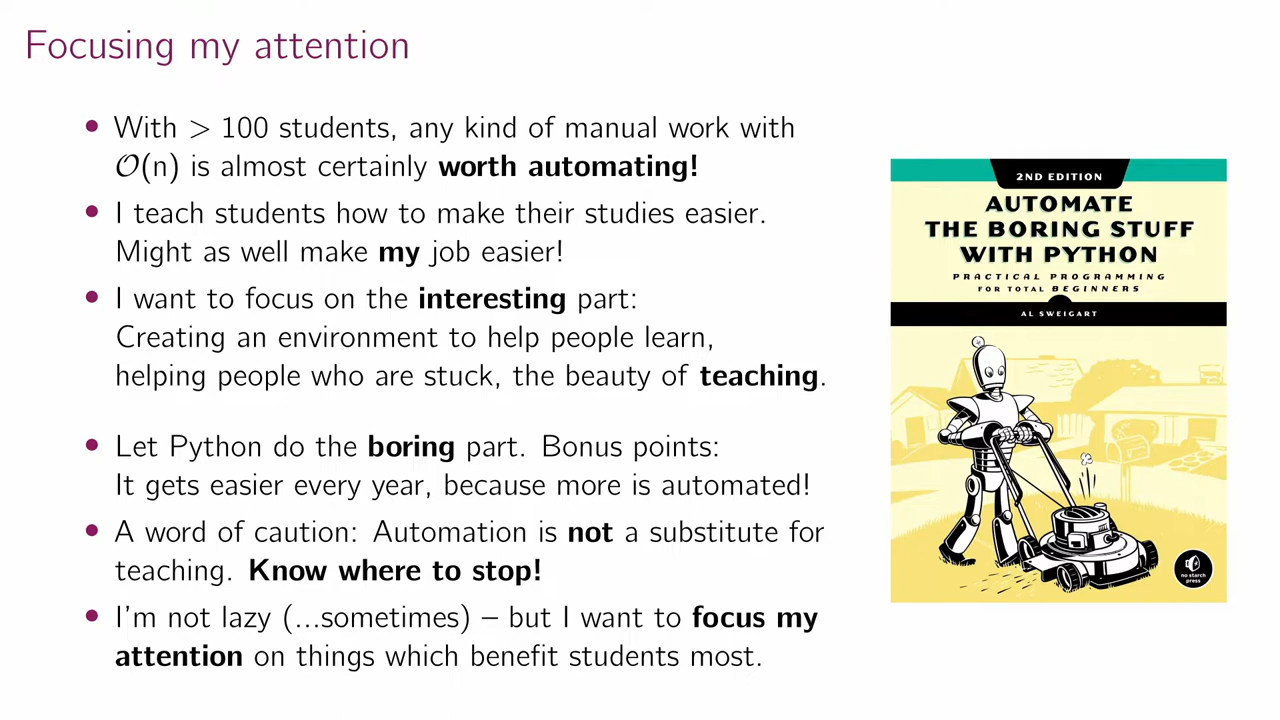 Focusing my attention
• With > 100 students, any kind of manual work with
𝒪(n) is almost certainly worth automating!
• I teach students how to make their studies easier.
Might as well make my job easier!
• I want to focus on the interesting part:
Creating an environment to help people learn,
helping people who are stuck, the beauty of teaching.
• Let Python do the boring part. Bonus points:
It gets easier every year, because more is automated!
• A word of caution: Automation is not a substitute for
teaching. Know where to stop!
• I'm not lazy (...sometimes) – but I want to focus my
attention on things which benefit students most.
2ND EDITION
AUTOMATE
THE BORING STUFF
WITH PYTHON
PRACTICAL PROGRAMMING
FOR TOTAL BEGINNERS
AL SWEIGART
no starch
press